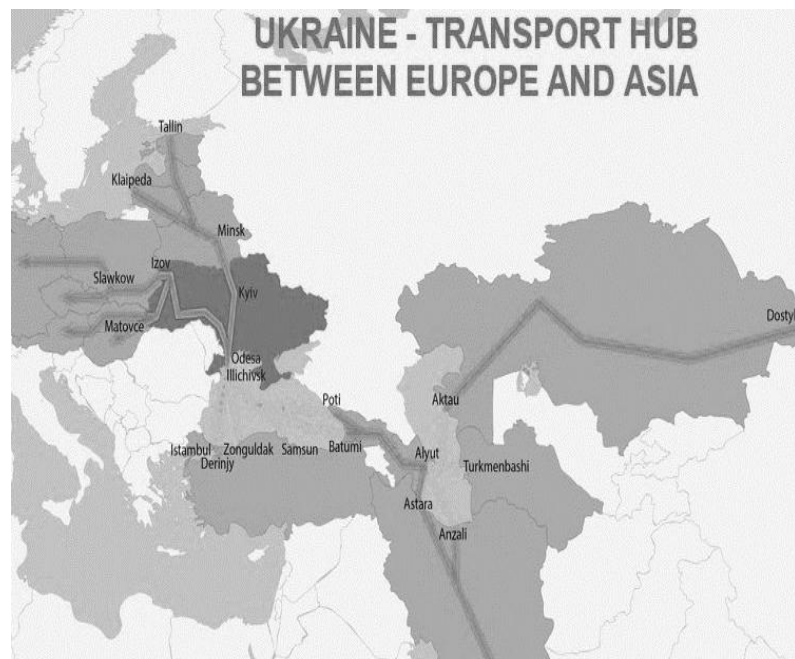 UKRAINE - TRANSPORT HUB
BETWEEN EUROPE AND ASIA
Tallin
Klaipeda
Minsk
Izov
Slawkow
Kyiv
Matovce
Dostyk
Odesa
Illichivsk
Poti
Aktau
Istambul
Zonguldak
Samsun
Batumi
Alyut
Derinjy
Turkmenbashi
Astara
Anzali